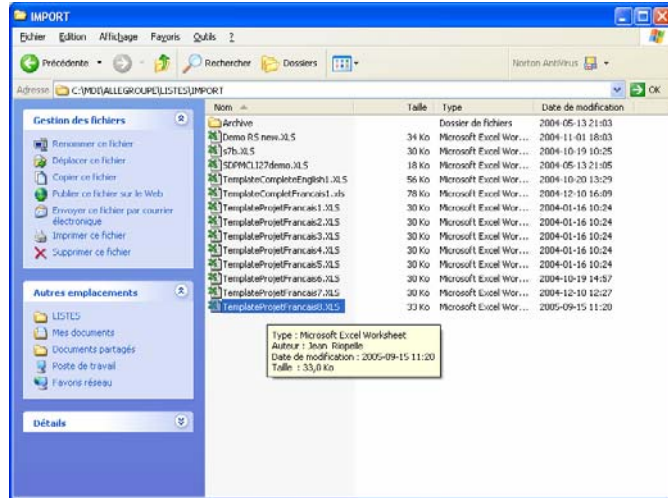 IMPORT
Fichier Edition Affichage Favoris Outils ?
Précédente Rechercher Dossiers Norton AntiVirus
Adresse C:\MDI\ALLEGROUPE\LISTES\IMPORT OK
Gestion des fichiers
Renommer ce fichier
Déplacer ce fichier
Copier ce fichier
Publier ce fichier sur le Web
Envoyer ce fichier par courrier
électronique
Imprimer ce fichier
Supprimer ce fichier
Autres emplacements
LISTES
Mes documents
Documents partagés
Poste de travail
Favoris réseau
Détails
Nom Taille Type Date de modification
Archive Dossier de fichiers 2004-05-13 21:03
Demo RS new.XLS 34 Ko Microsoft Excel Wor... 2004-11-01 18:03
s7b.XLS 30 Ko Microsoft Excel Wor... 2004-10-19 10:25
SDPMCL127demo.XLS 18 Ko Microsoft Excel Wor... 2004-05-13 21:05
TemplateCompleteEnglish1.XLS 56 Ko Microsoft Excel Wor... 2004-10-20 13:29
TemplateCompletFrancais1.xls 78 Ko Microsoft Excel Wor... 2004-12-10 16:09
TemplateProjetFrancais1.XLS 30 Ko Microsoft Excel Wor... 2004-01-16 10:24
TemplateProjetFrancais2.XLS 30 Ko Microsoft Excel Wor... 2004-01-16 10:24
TemplateProjetFrancais3.XLS 30 Ko Microsoft Excel Wor... 2004-01-16 10:24
TemplateProjetFrancais4.XLS 30 Ko Microsoft Excel Wor... 2004-01-16 10:24
TemplateProjetFrancais5.XLS 30 Ko Microsoft Excel Wor... 2004-01-16 10:24
TemplateProjetFrancais6.XLS 30 Ko Microsoft Excel Wor... 2004-10-19 14:57
TemplateProjetFrancais7.XLS 30 Ko Microsoft Excel Wor... 2004-12-10 12:27
TemplateProjetFrancais8.XLS 33 Ko Microsoft Excel Wor... 2005-09-15 11:20
Type : Microsoft Excel Worksheet
Auteur : Jean Riopelle
Date de modification : 2005-09-15 11:20
Taille : 33,0 Ko